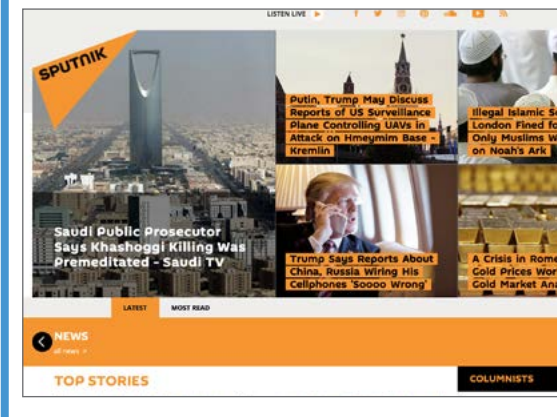 LISTEN LIVE
SPUTNIK
Saudi Public Prosecutor
Says Khashoggi Killing Was
Premeditated - Saudi TV
Putin, Trump May Discuss
Reports of US Surveillance
Plane Controlling UAVs in
Attack on Hmeymim Base -
Kremlin
Illegal Islamic
London Fined
Only Muslims
on Noah's Ark
Trump Says Reports About
China, Russia Wiring His
Cellphones 'Soooo Wrong'
A Crisis in Rome
Gold Prices
Gold Market
LATEST MOST READ
NEWS
all news >
TOP STORIES
COLUMNISTS